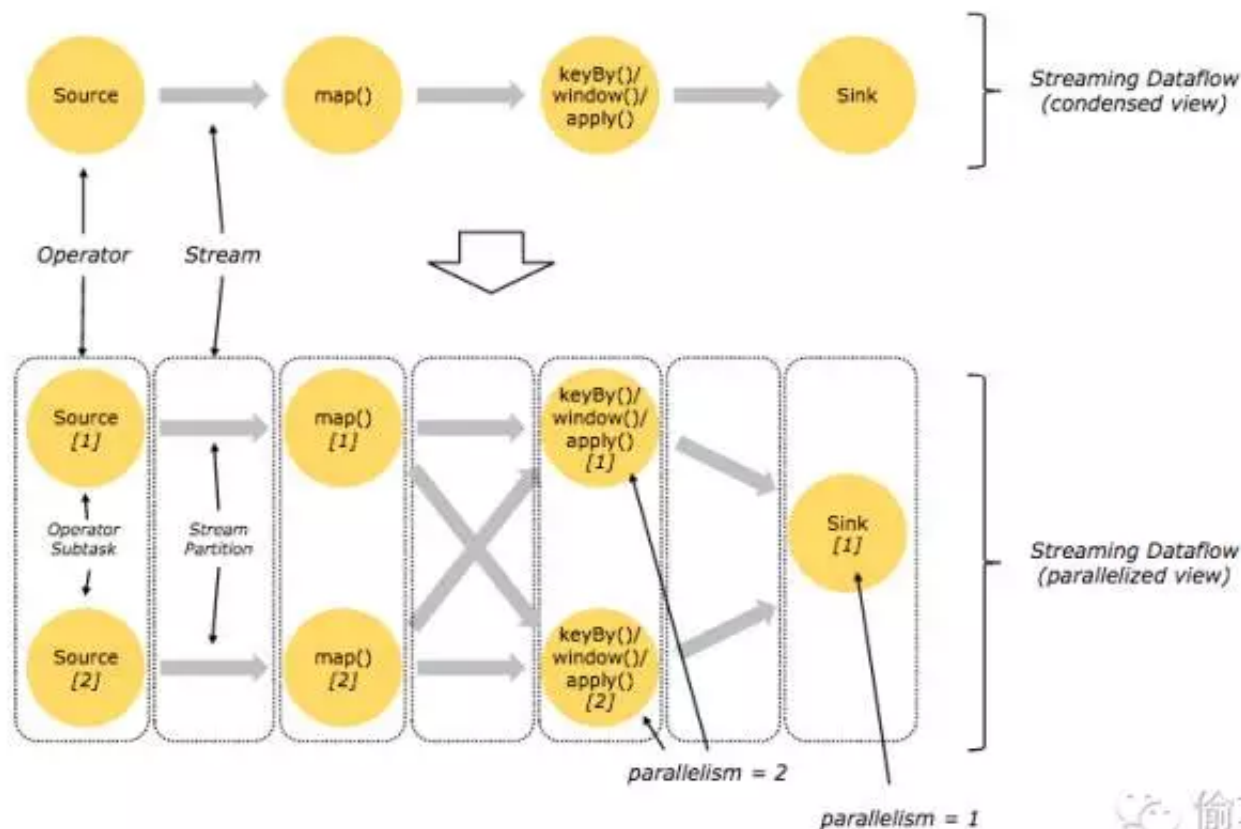 Source
map()
keyBy()/
window()/
apply()
Sink
Streaming Dataflow
(condensed view)
Operator
Stream
Source
[1]
map()
[1]
keyBy()/
window()/
apply()
[1]
Operator
Subtask
Stream
Partition
Sink
[1]
Streaming Dataflow
(parallelized view)
Source
[2]
map()
[2]
keyBy()/
window()/
apply()
[2]
parallelism = 2
parallelism = 1
偷